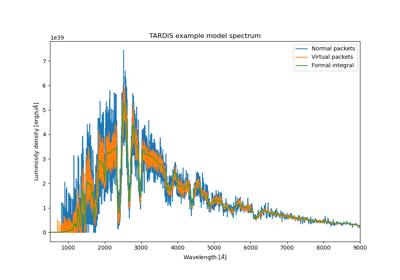 TARDIS example model spectrum
1e39
Normal packets
Virtual packets
Formal integral
7
6
5
4
3
2
1
0
Luminosity density [erg/s/Å]
1000 2000 3000 4000 5000 6000 7000 8000 9000
Wavelength [Å]